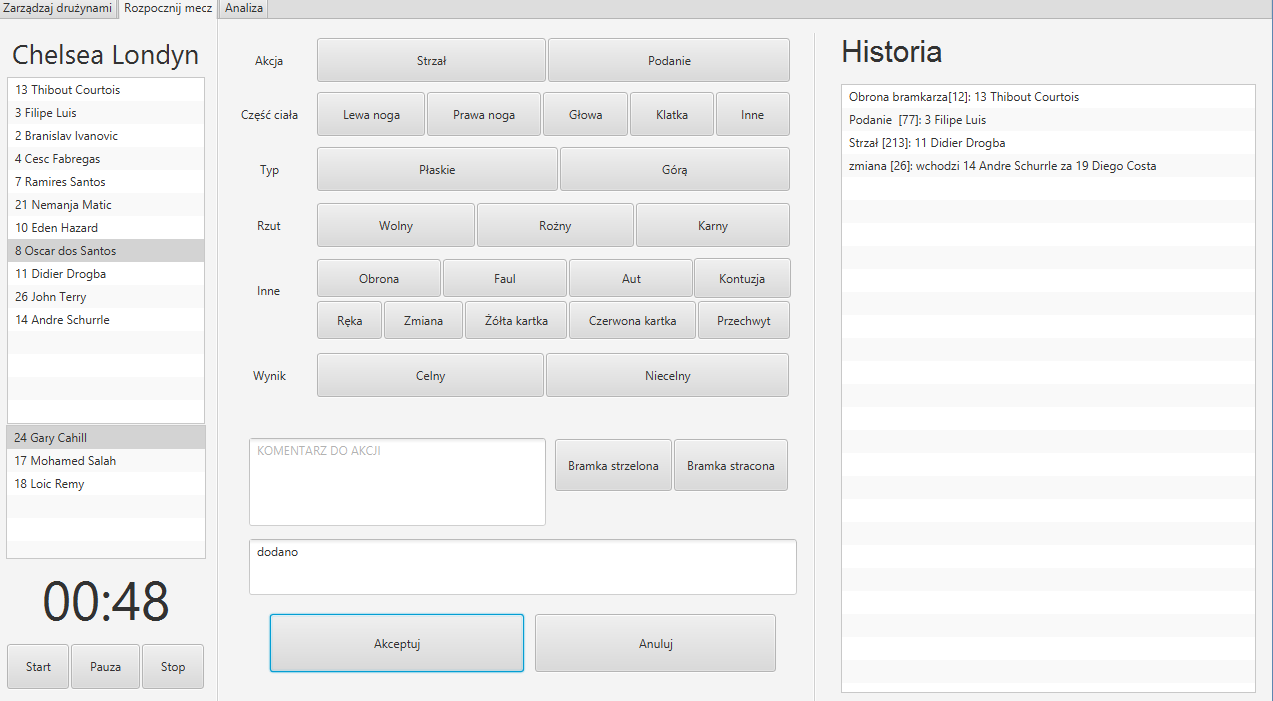 Zarządzaj drużynami
Rozpocznij mecz
Analiza
Chelsea Londyn
13 Thibout Courtois
3 Filipe Luis
2 Branislav Ivanovic
4 Cesc Fabregas
7 Ramires Santos
21 Nemanja Matic
10 Eden Hazard
8 Oscar dos Santos
11 Didier Drogba
26 John Terry
14 Andre Schurrle
24 Gary Cahill
17 Mohamed Salah
18 Loic Remy
00:48
Start
Pauza
Stop
Akcja
Strzał
Podanie
Część ciała
Lewa noga
Prawa noga
Głowa
Klatka
Inne
Typ
Płaskie
Górą
Rzut
Wolny
Rożny
Karny
Inne
Obrona
Faul
Aut
Kontuzja
Ręka
Zmiana
Żółta kartka
Czerwona kartka
Przechwyt
Wynik
Celny
Niecelny
KOMENTARZ DO AKCJI
Bramka strzelona
Bramka stracona
dodano
Akceptuj
Anuluj
Historia
Obrona bramkarza[12]: 13 Thibout Courtois
Podanie  [77]: 3 Filipe Luis
Strzał [213]: 11 Didier Drogba
zmiana [26]: wchodzi 14 Andre Schurrle za 19 Diego Costa